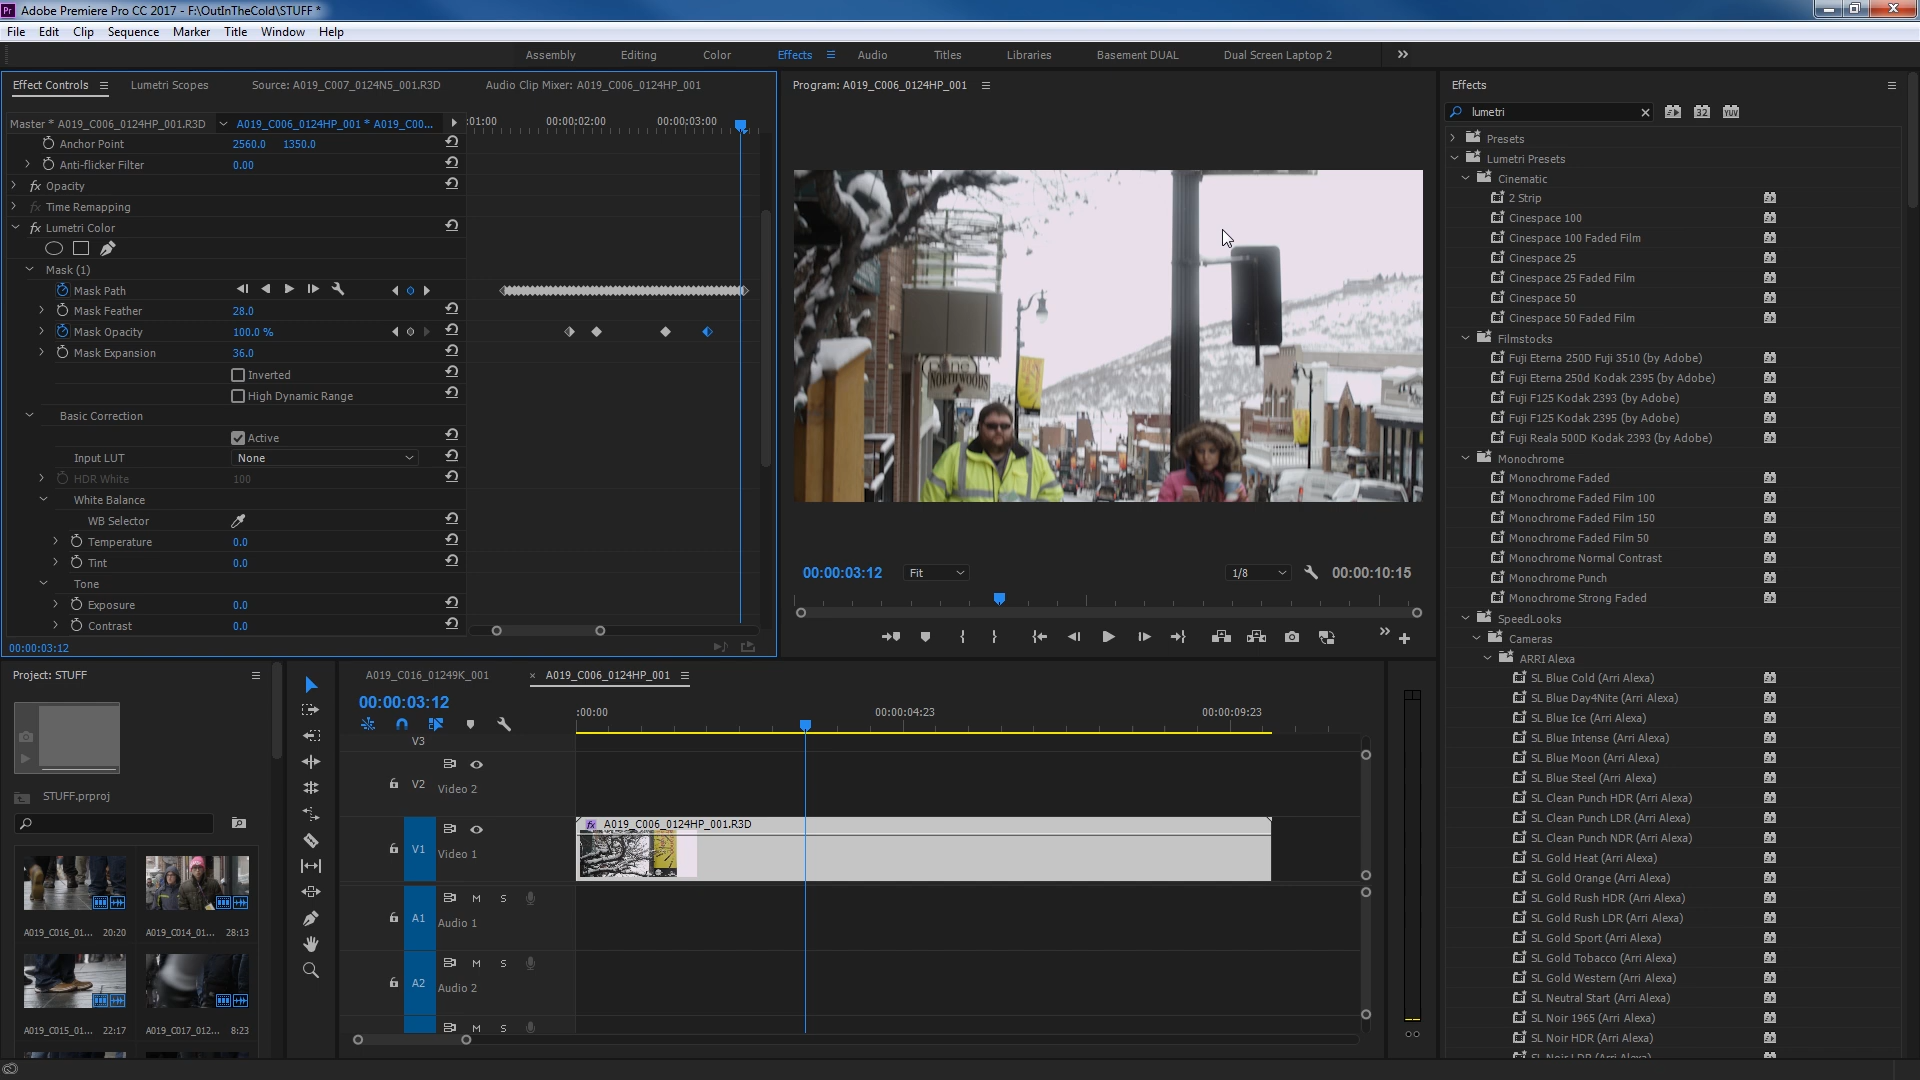 Pr Adobe Premiere Pro CC 2017 - F:\OutInTheCold\STUFF *
File Edit Clip Sequence Marker Title Window Help
Assembly Editing Color Effects Audio Titles Libraries Basement DUAL Dual Screen Laptop 2
Effect Controls Lumetri Scopes Source: A019_C007_0124N5_001.R3D Audio Clip Mixer: A019_C006_0124HP_001
Master * A019_C006_0124HP_001.R3D A019_C006_0124HP_001 * A019_C00...
:01:00 00:00:02:00 00:00:03:00
Anchor Point 2560.0 1350.0
Anti-flicker Filter 0.00
fx Opacity
fx Time Remapping
fx Lumetri Color
Mask (1)
Mask Path
Mask Feather 28.0
Mask Opacity 100.0 %
Mask Expansion 36.0
Inverted
High Dynamic Range
Basic Correction
Active
Input LUT None
HDR White 100
White Balance
WB Selector
Temperature 0.0
Tint 0.0
Tone
Exposure 0.0
Contrast 0.0
00:00:03:12
Program: A019_C006_0124HP_001
NORTHWOODS
00:00:03:12 Fit 1/8 00:00:10:15
Effects
lumetri 32 YUV
Presets
Lumetri Presets
Cinematic
2 Strip
Cinespace 100
Cinespace 100 Faded Film
Cinespace 25
Cinespace 25 Faded Film
Cinespace 50
Cinespace 50 Faded Film
Filmstocks
Fuji Eterna 250D Fuji 3510 (by Adobe)
Fuji Eterna 250d Kodak 2395 (by Adobe)
Fuji F125 Kodak 2393 (by Adobe)
Fuji F125 Kodak 2395 (by Adobe)
Fuji Reala 500D Kodak 2393 (by Adobe)
Monochrome
Monochrome Faded
Monochrome Faded Film 100
Monochrome Faded Film 150
Monochrome Faded Film 50
Monochrome Normal Contrast
Monochrome Punch
Monochrome Strong Faded
SpeedLooks
Cameras
ARRI Alexa
SL Blue Cold (Arri Alexa)
SL Blue Day4Nite (Arri Alexa)
SL Blue Ice (Arri Alexa)
SL Blue Intense (Arri Alexa)
SL Blue Moon (Arri Alexa)
SL Blue Steel (Arri Alexa)
SL Clean Punch HDR (Arri Alexa)
SL Clean Punch LDR (Arri Alexa)
SL Clean Punch NDR (Arri Alexa)
SL Gold Heat (Arri Alexa)
SL Gold Orange (Arri Alexa)
SL Gold Rush HDR (Arri Alexa)
SL Gold Rush LDR (Arri Alexa)
SL Gold Sport (Arri Alexa)
SL Gold Tobacco (Arri Alexa)
SL Gold Western (Arri Alexa)
SL Neutral Start (Arri Alexa)
SL Noir 1965 (Arri Alexa)
SL Noir HDR (Arri Alexa)
SL Noir LDR (Arri Alexa)
Project: STUFF
STUFF.prproj
A019_C016_01... 20:20 A019_C014_01... 28:13
A019_C015_01... 22:17 A019_C017_012... 8:23
A019_C016_01249K_001 × A019_C006_0124HP_001
00:00:03:12
:00:00 00:00:04:23 00:00:09:23
V3
V2 Video 2
V1 Video 1
fx A019_C006_0124HP_001.R3D
M S
A1 Audio 1
M S
A2 Audio 2
M S